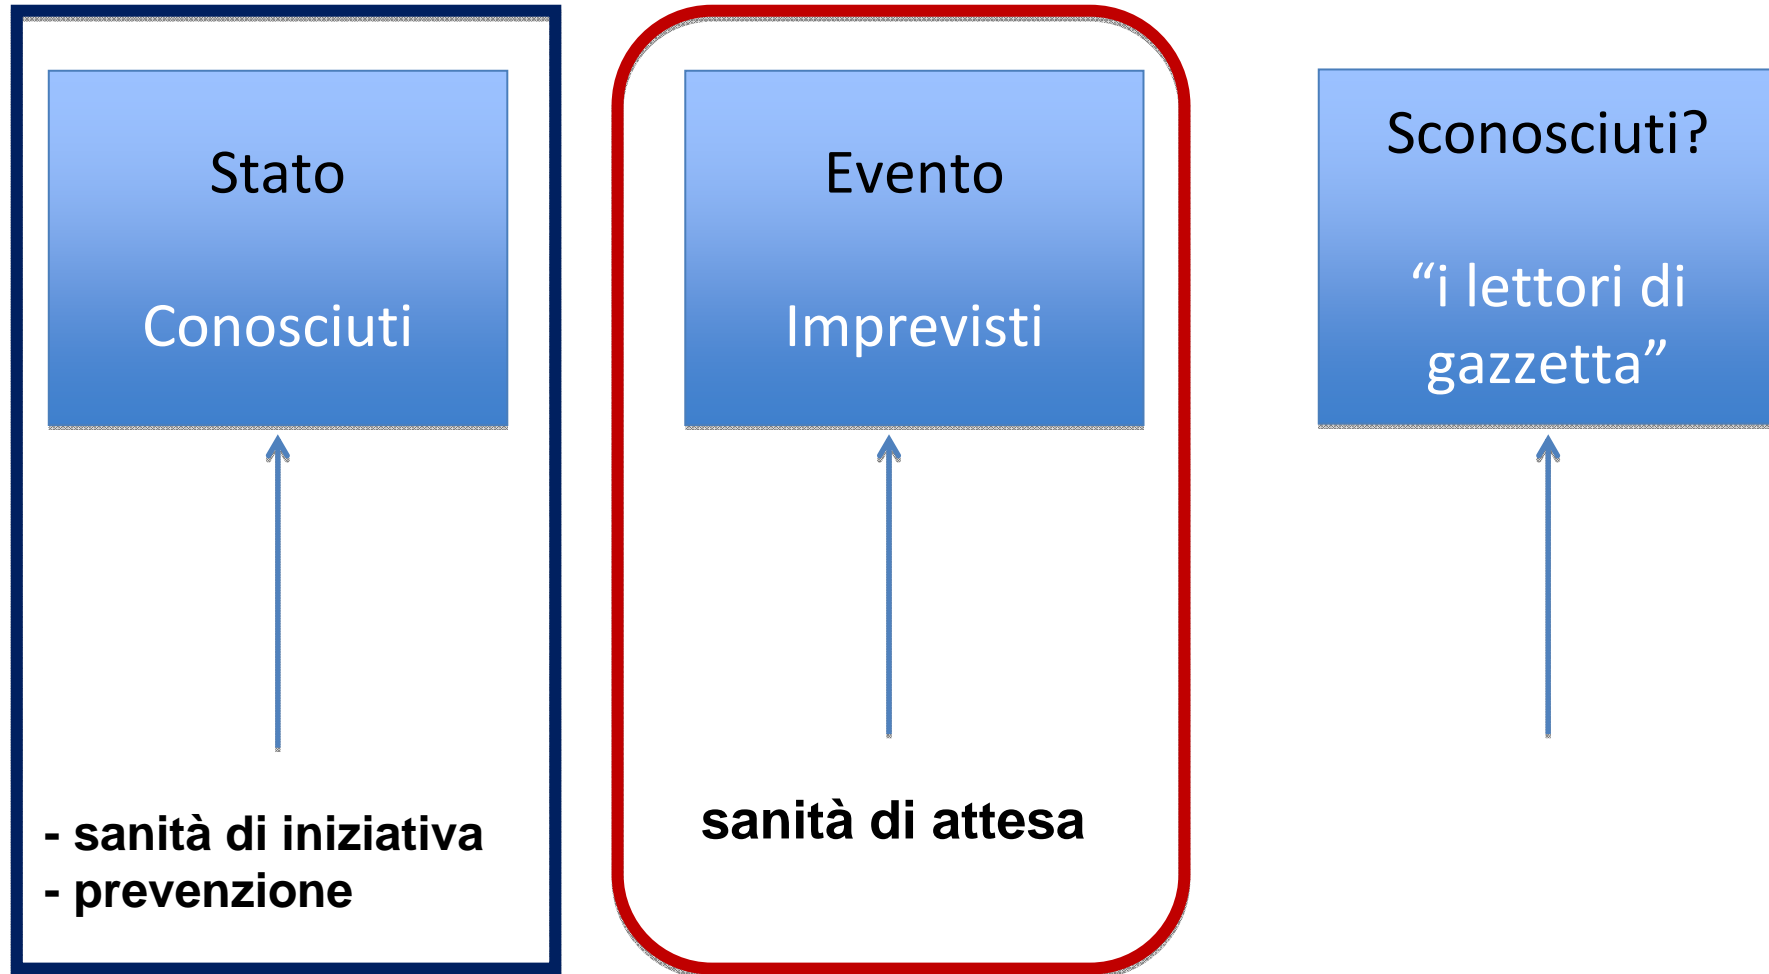 Stato
Conosciuti
Evento
Imprevisti
Sconosciuti?
“i lettori di
gazzetta”
- sanità di iniziativa
- prevenzione
sanità di attesa